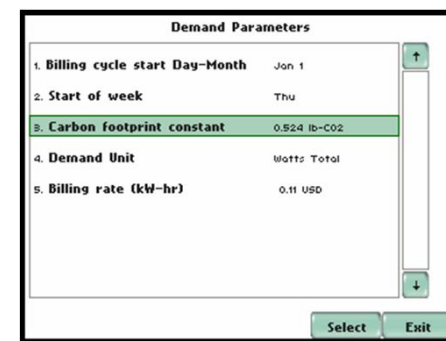 Demand Parameters
1. Billing cycle start Day-Month Jan 1
2. Start of week Thu
3. Carbon footprint constant 0.524 lb-CO2
4. Demand Unit Watts Total
5. Billing rate (kW-hr) 0.11 USD
Select Exit